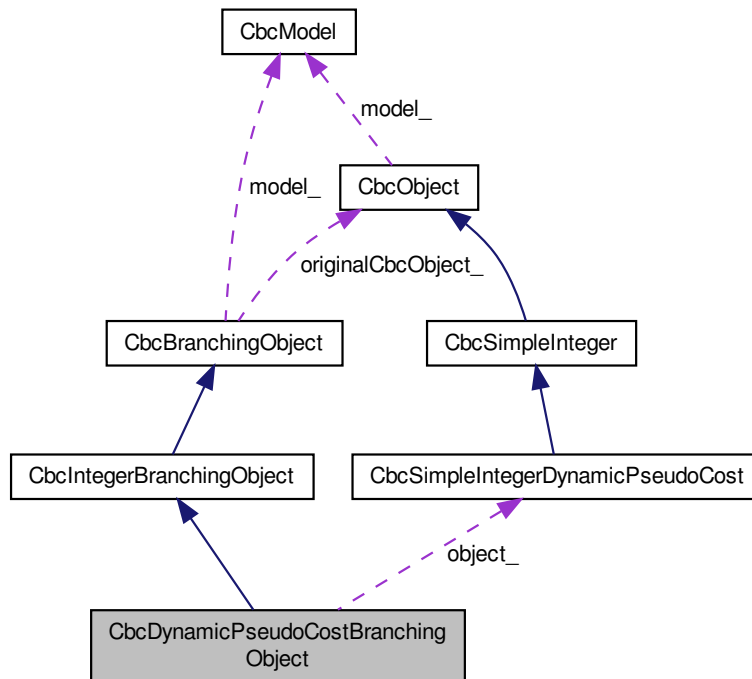 CbcModel
model_
CbcObject
model_
originalCbcObject_
CbcBranchingObject
CbcSimpleInteger
CbcIntegerBranchingObject
CbcSimpleIntegerDynamicPseudoCost
object_
CbcDynamicPseudoCostBranching
Object